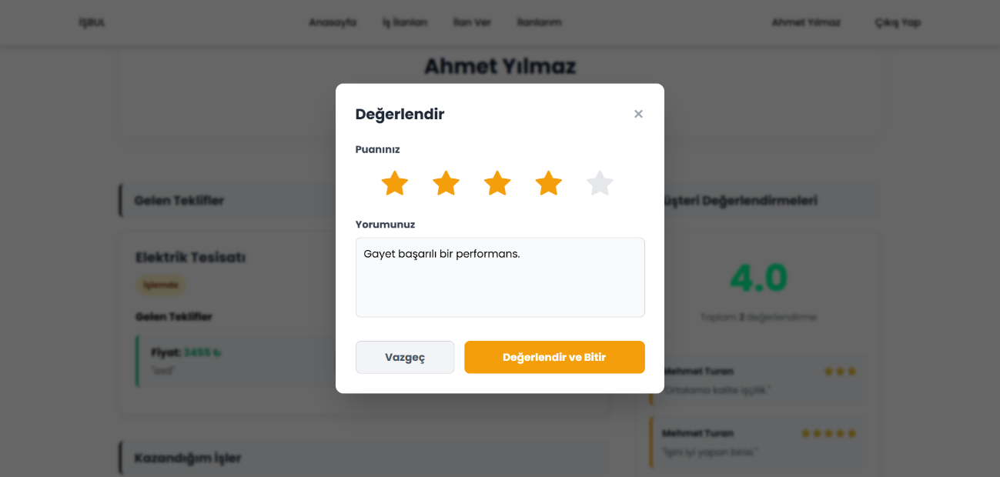 İŞBUL
Anasayfa İş İlanları İlan Ver İlanlarım
Ahmet Yılmaz Çıkış Yap
Ahmet Yılmaz
Değerlendir
×
Puanınız
Yorumunuz
Gayet başarılı bir performans.
Vazgeç
Değerlendir ve Bitir
Gelen Teklifler
Elektrik Tesisatı
İşlemde
Gelen Teklifler
Fiyat: 3455 ₺
"asd"
Kazandığım İşler
üşteri Değerlendirmeleri
4.0
Toplam 2 değerlendirme
Mehmet Turan
"Ortalama kalite işçilik."
Mehmet Turan
"İşini iyi yapan birisi."